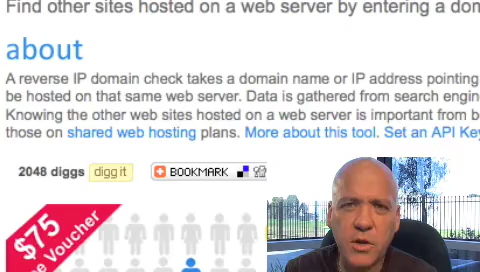 Find other sites hosted on a web server by entering a dom
about
A reverse IP domain check takes a domain name or IP address pointing
be hosted on that same web server. Data is gathered from search engin
Knowing the other web sites hosted on a web server is important from b
those on shared web hosting plans. More about this tool. Set an API Key
2048 diggs digg it BOOKMARK
$75
e Voucher